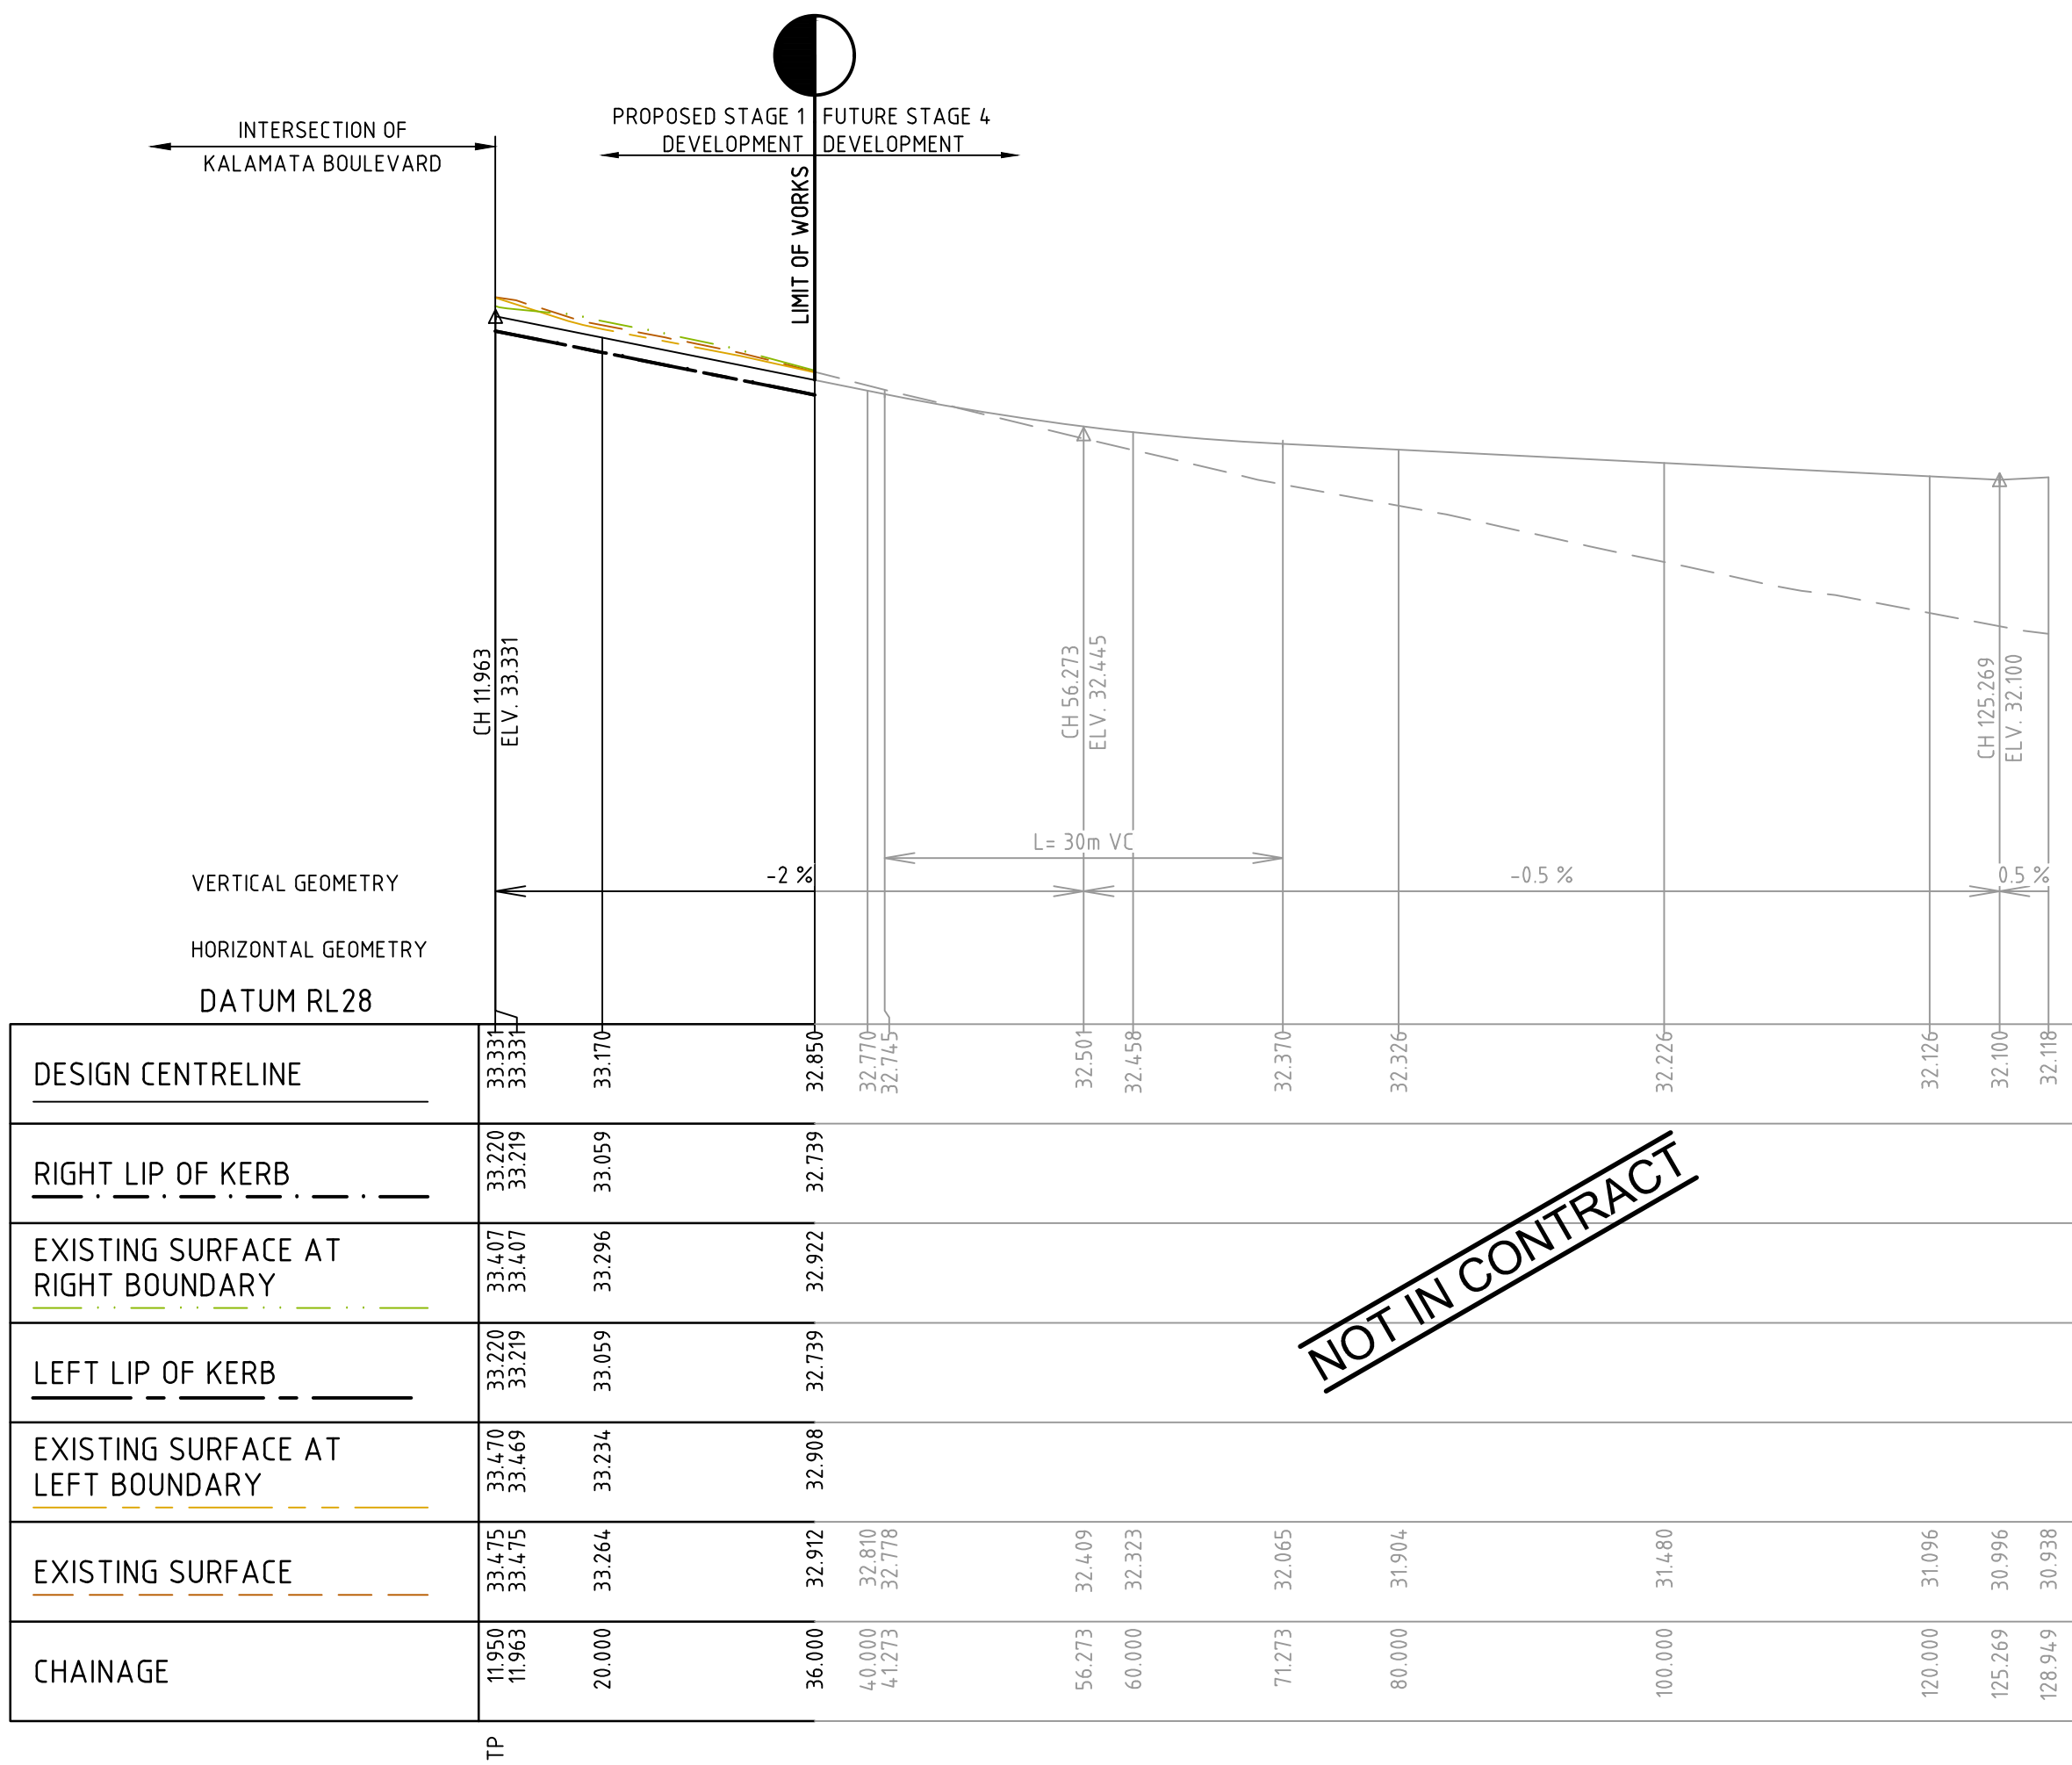 PROPOSED STAGE 1 FUTURE STAGE 4
DEVELOPMENT DEVELOPMENT
INTERSECTION OF
KALAMATA BOULEVARD
LIMIT OF WORKS
CH 11.963
ELV. 33.331
CH 56.273
ELV. 32.445
CH 125.269
ELV. 32.100
L= 30m VC
VERTICAL GEOMETRY
-2 % -0.5 % 0.5 %
HORIZONTAL GEOMETRY
DATUM RL28
DESIGN CENTRELINE
33.331 33.331 33.170 32.850 32.770 32.745 32.501 32.458 32.370 32.326 32.226 32.126 32.100 32.118
RIGHT LIP OF KERB
33.220 33.219 33.059 32.739
EXISTING SURFACE AT
RIGHT BOUNDARY
33.407 33.407 33.296 32.922
LEFT LIP OF KERB
33.220 33.219 33.059 32.739
NOT IN CONTRACT
EXISTING SURFACE AT
LEFT BOUNDARY
33.470 33.469 33.234 32.908
EXISTING SURFACE
33.475 33.475 33.264 32.912 32.810 32.778 32.409 32.323 32.065 31.904 31.480 31.096 30.996 30.938
CHAINAGE
11.950 11.963 20.000 36.000 40.000 41.273 56.273 60.000 71.273 80.000 100.000 120.000 125.269 128.949
TP